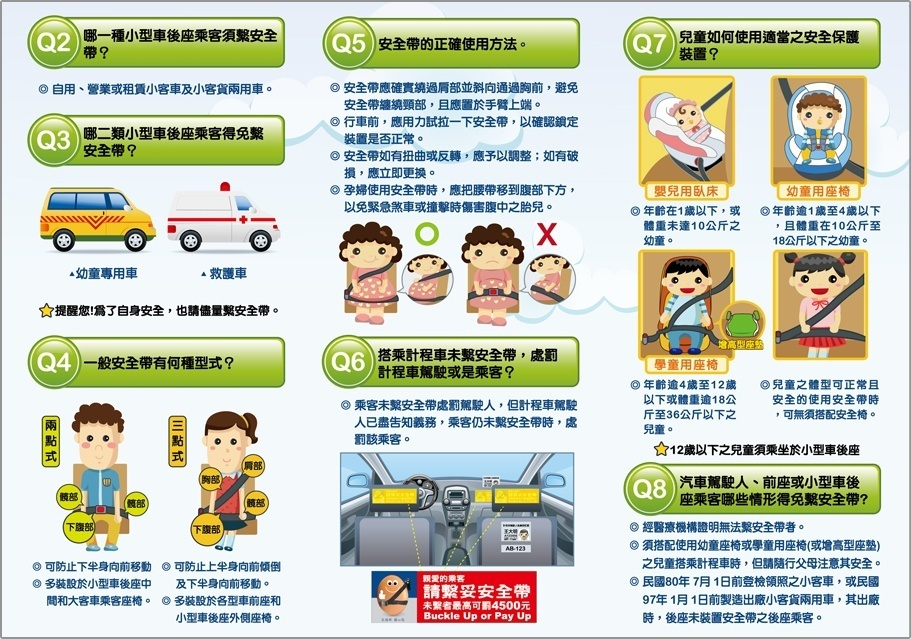 Q2 哪一種小型車後座乘客須繫安全
帶？
◎ 自用、營業或租賃小客車及小客貨兩用車。
Q3 哪二類小型車後座乘客得免繫
安全帶？
▲幼童專用車
▲救護車
☆提醒您!為了自身安全，也請儘量繫安全帶。
Q4 一般安全帶有何種型式？
兩點式
髖部
髖部
下腹部
三點式
肩部
胸部
髖部
下腹部
◎ 可防止下半身向前移動
◎ 多裝設於小型車後座中
間和大客車乘客座椅。
◎ 可防止上半身向前傾倒
及下半身向前移動。
◎ 多裝設於各型車前座和
小型車後座外側座椅。
Q5 安全帶的正確使用方法。
◎ 安全帶應確實繞過肩部並斜向通過胸前，避免
安全帶纏繞頸部，且應置於手臂上端。
◎ 行車前，應用力試拉一下安全帶，以確認鎖定
裝置是否正常。
◎ 安全帶如有扭曲或反轉，應予以調整；如有破
損，應立即更換。
◎ 孕婦使用安全帶時，應把腰帶移到腹部下方，
以免緊急煞車或撞擊時傷害腹中之胎兒。
O
X
Q6 搭乘計程車未繫安全帶，處罰
計程車駕駛或是乘客？
◎ 乘客未繫安全帶處罰駕駛人，但計程車駕駛
人已盡告知義務，乘客仍未繫安全帶時，處
罰該乘客。
王大明
AB-123
親愛的乘客
請繫妥安全帶
未繫者最高可罰4500元
Buckle Up or Pay Up
Q7 兒童如何使用適當之安全保護
裝置？
嬰兒用臥床
◎ 年齡在1歲以下，或
體重未達10公斤之
幼童。
幼童用座椅
◎ 年齡逾1歲至4歲以下
，且體重在10公斤至
18公斤以下之幼童。
增高型座墊
學童用座椅
◎ 年齡逾4歲至12歲
以下或體重逾18公
斤至36公斤以下之
兒童。
◎ 兒童之體型可正常且
安全的使用安全帶時
，可無須搭配安全椅。
☆12歲以下之兒童須乘坐於小型車後座
Q8 汽車駕駛人、前座或小型車後
座乘客哪些情形得免繫安全帶?
◎ 經醫療機構證明無法繫安全帶者。
◎ 須搭配使用幼童座椅或學童用座椅(或增高型座墊)
之兒童搭乘計程車時，但請隨行父母注意其安全。
◎ 民國80年 7月 1日前登檢領照之小客車，或民國
97年 1月 1日前製造出廠小客貨兩用車，其出廠
時，後座未裝置安全帶之後座乘客。